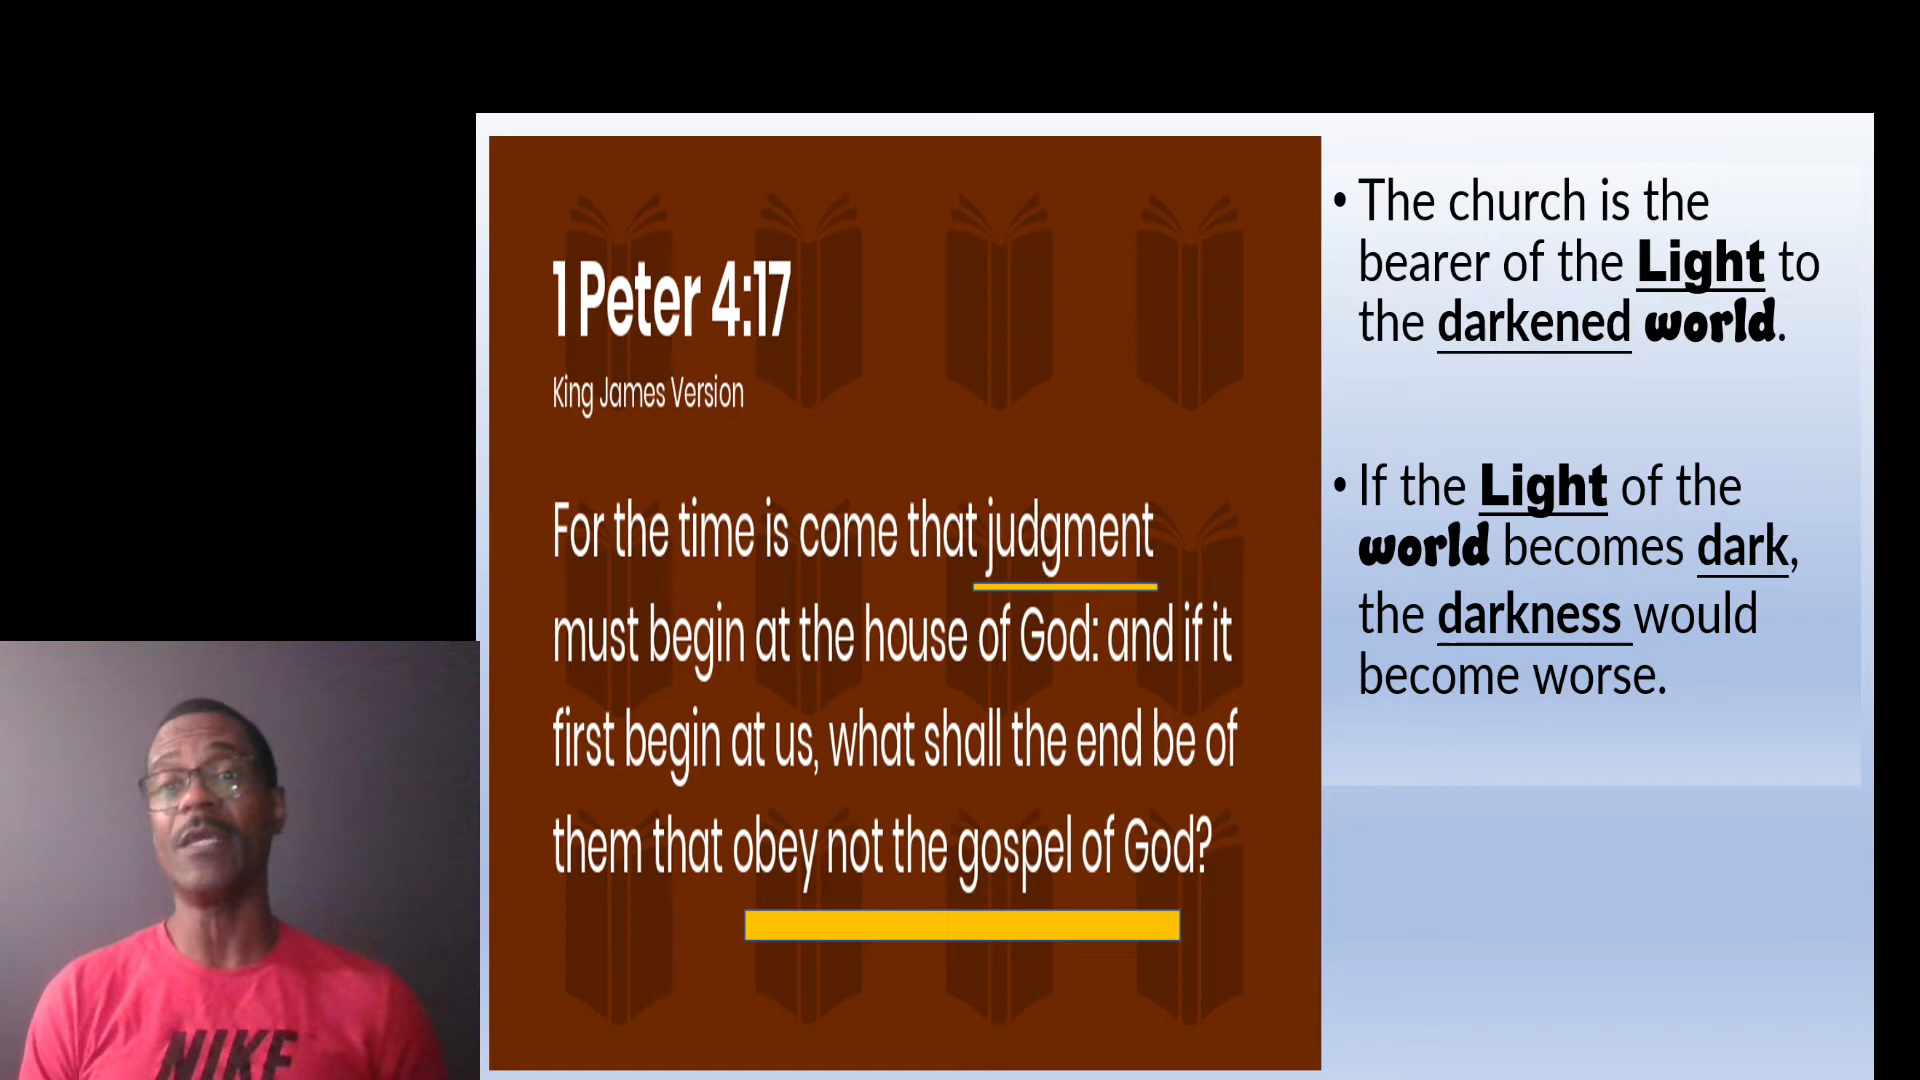 1 Peter 4:17
King James Version
For the time is come that judgment
must begin at the house of God: and if it
first begin at us, what shall the end be of
them that obey not the gospel of God?
• The church is the
bearer of the Light to
the darkened world.
• If the Light of the
world becomes dark,
the darkness would
become worse.
NIKE